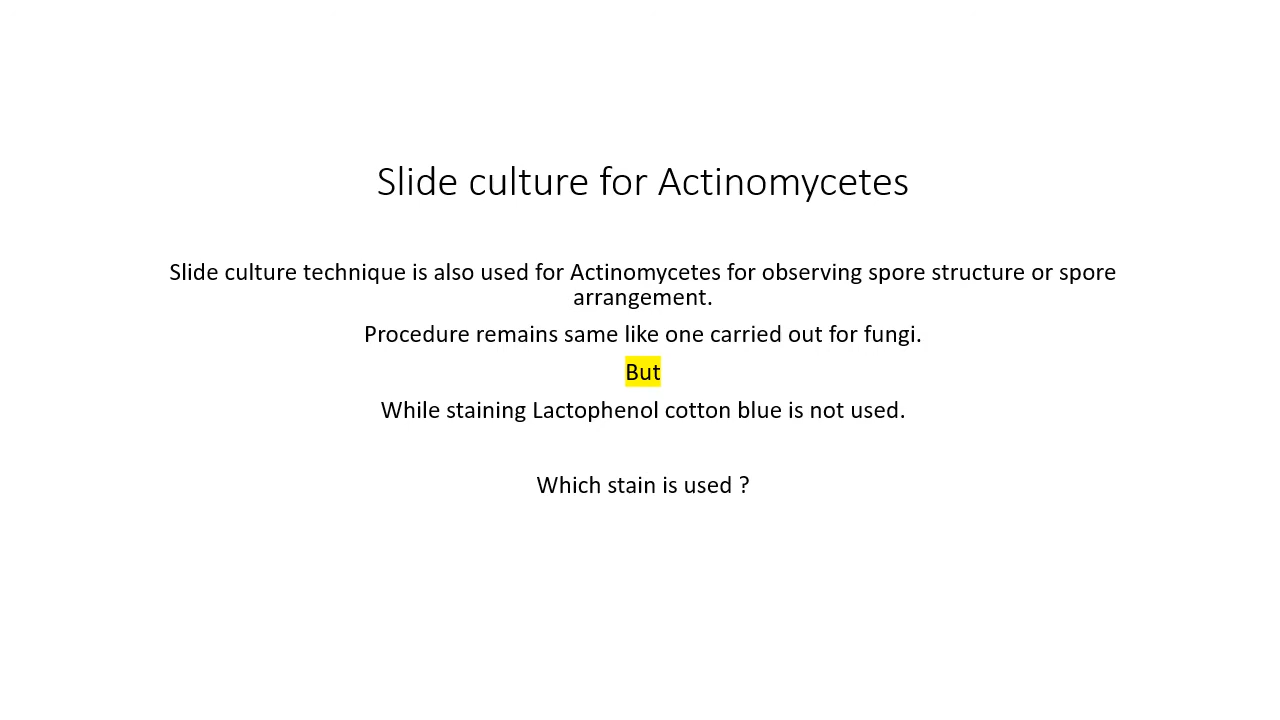 Slide culture for Actinomycetes
Slide culture technique is also used for Actinomycetes for observing spore structure or spore
arrangement.
Procedure remains same like one carried out for fungi.
But
While staining Lactophenol cotton blue is not used.
Which stain is used ?